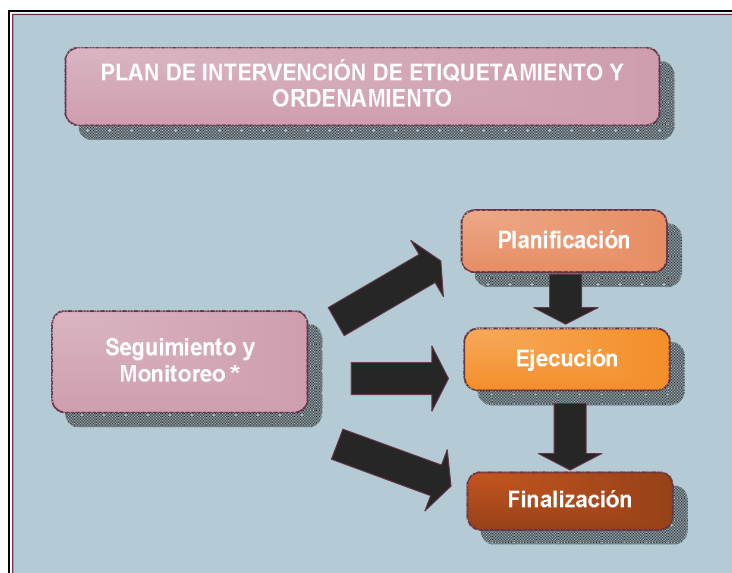 PLAN DE INTERVENCIÓN DE ETIQUETAMIENTO Y
ORDENAMIENTO
Planificación
Seguimiento y
Monitoreo *
Ejecución
Finalización